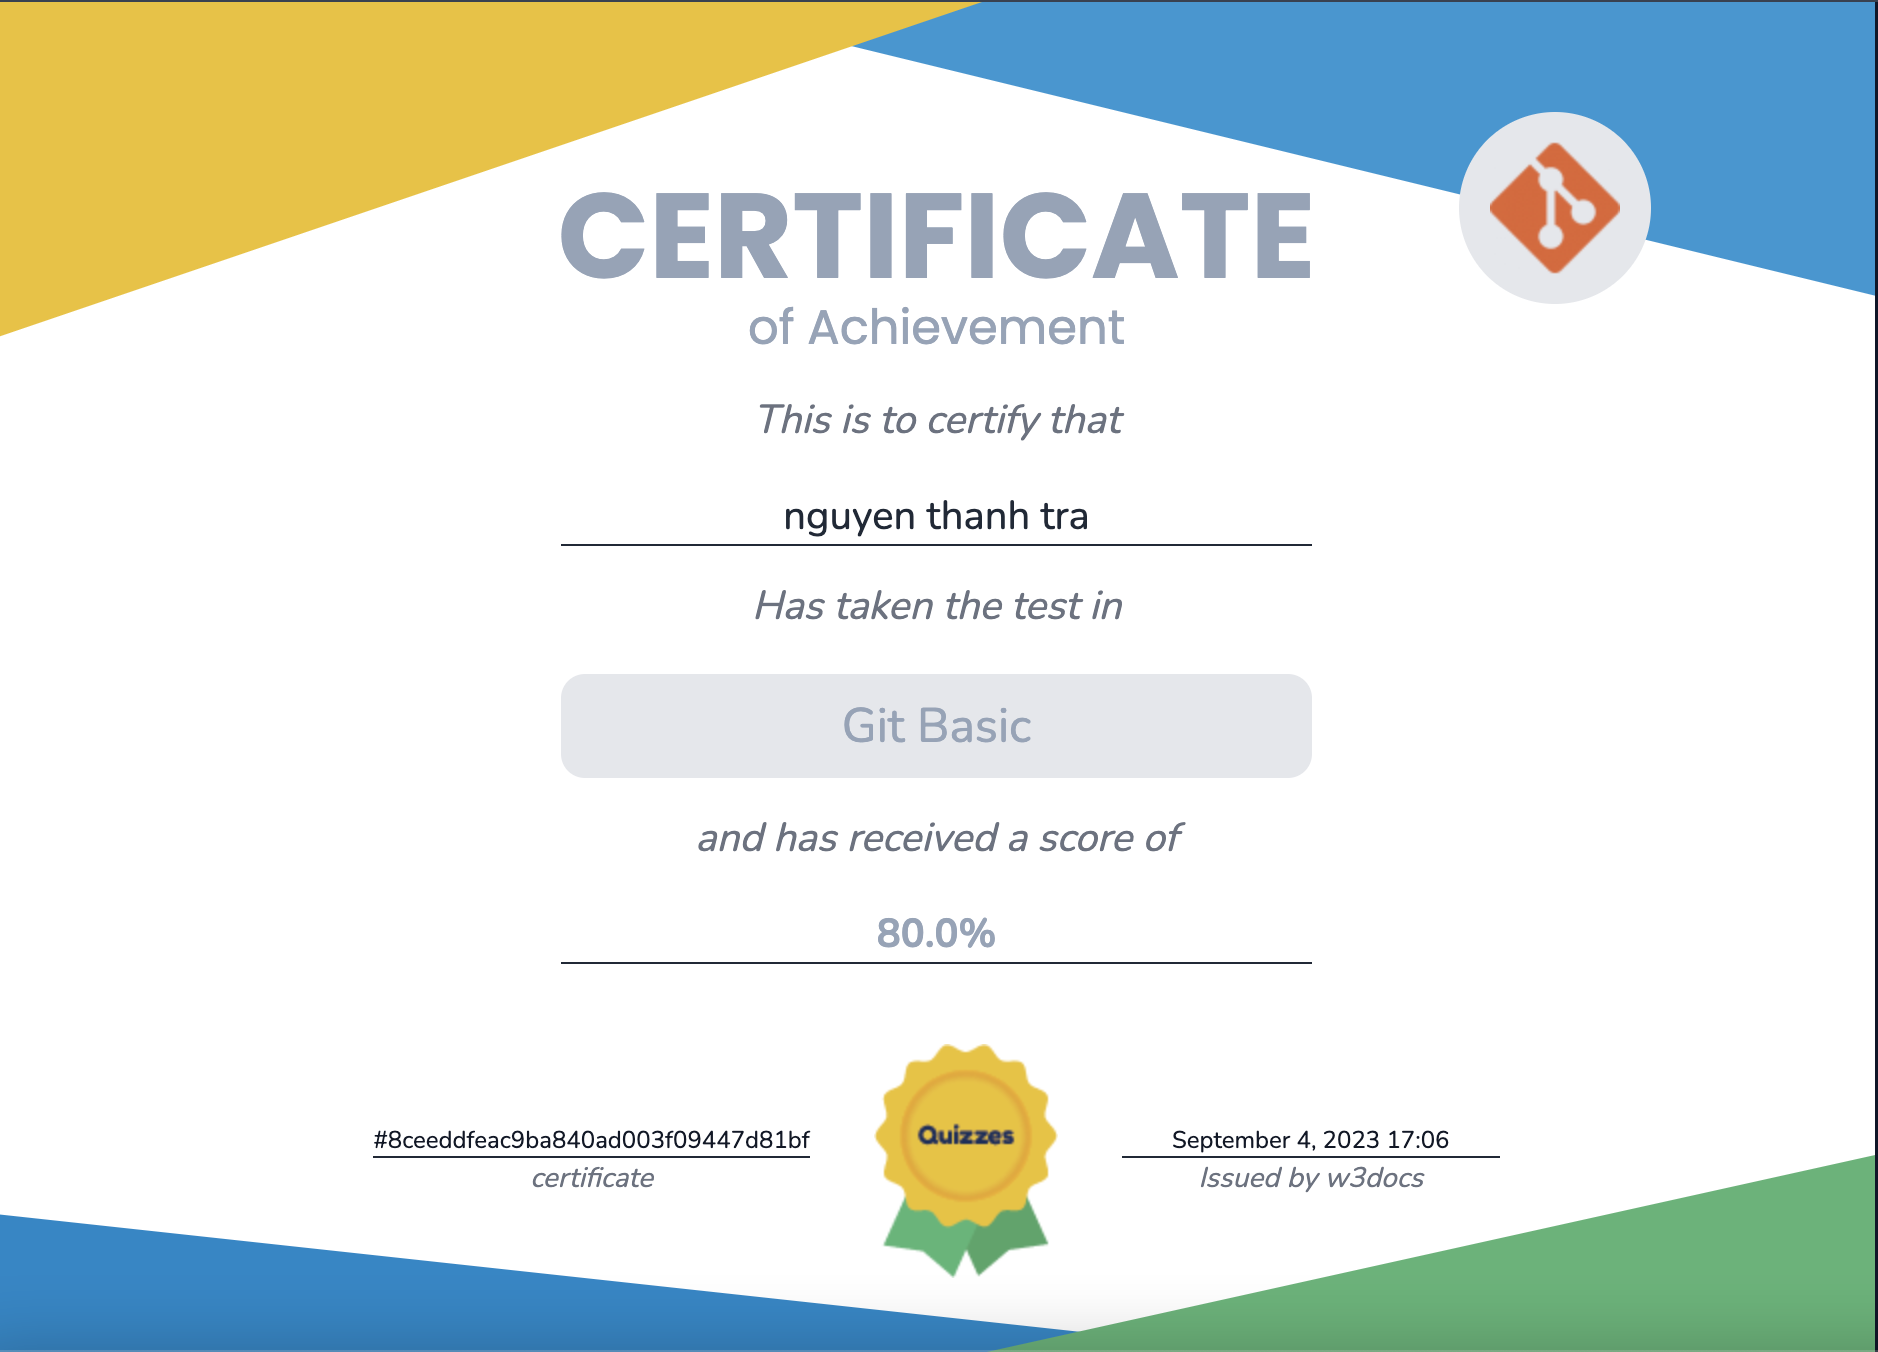 CERTIFICATE
of Achievement
This is to certify that
nguyen thanh tra
Has taken the test in
Git Basic
and has received a score of
80.0%
#8ceeddfeac9ba840ad003f09447d81bf
certificate
Quizzes
September 4, 2023 17:06
Issued by w3docs